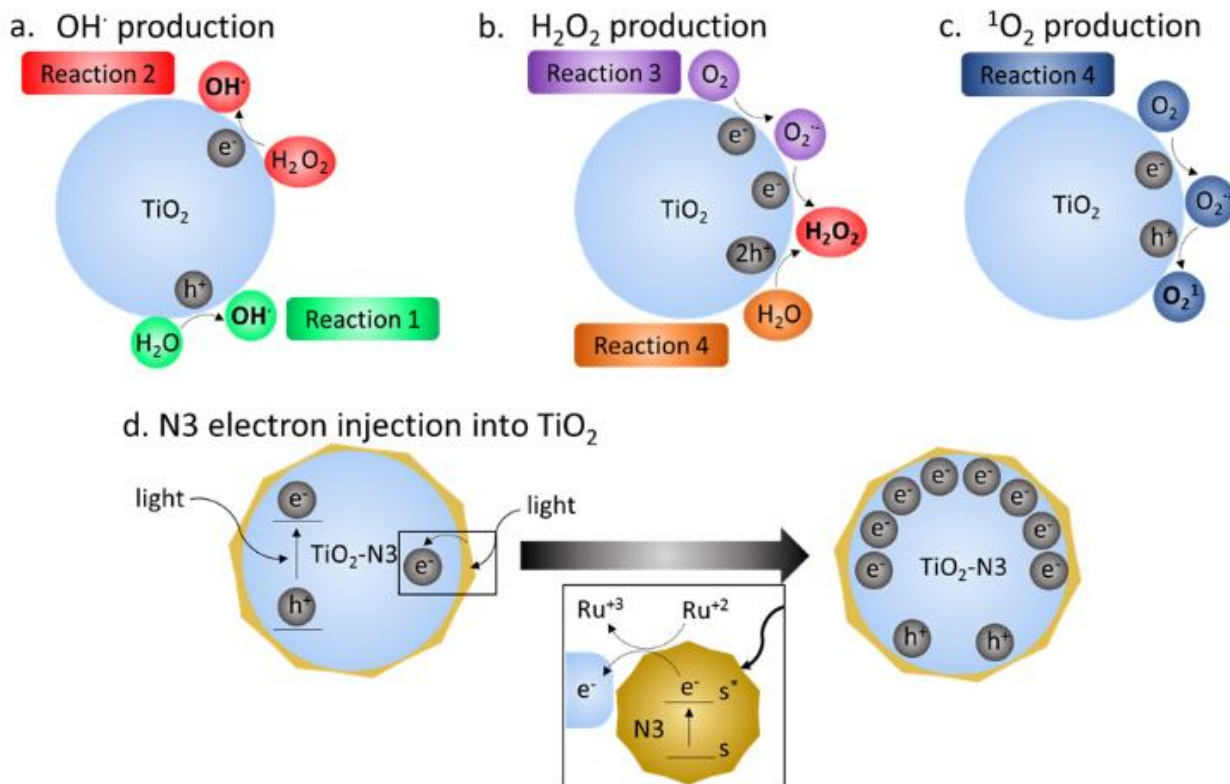 a. OH· production
Reaction 2
OH·
e⁻
H₂O₂
TiO₂
h⁺
H₂O
OH·
Reaction 1
b. H₂O₂ production
Reaction 3
O₂
e⁻
O₂·⁻
e⁻
TiO₂
H₂O₂
2h⁺
H₂O
Reaction 4
c. ¹O₂ production
Reaction 4
O₂
e⁻
TiO₂
O₂·⁻
h⁺
O₂¹
d. N3 electron injection into TiO₂
light
e⁻
light
TiO₂-N3
e⁻
h⁺
Ru⁺³
Ru⁺²
e⁻
e⁻
s*
N3
s
e⁻
e⁻
e⁻
e⁻
e⁻
e⁻
e⁻
e⁻
TiO₂-N3
h⁺
h⁺